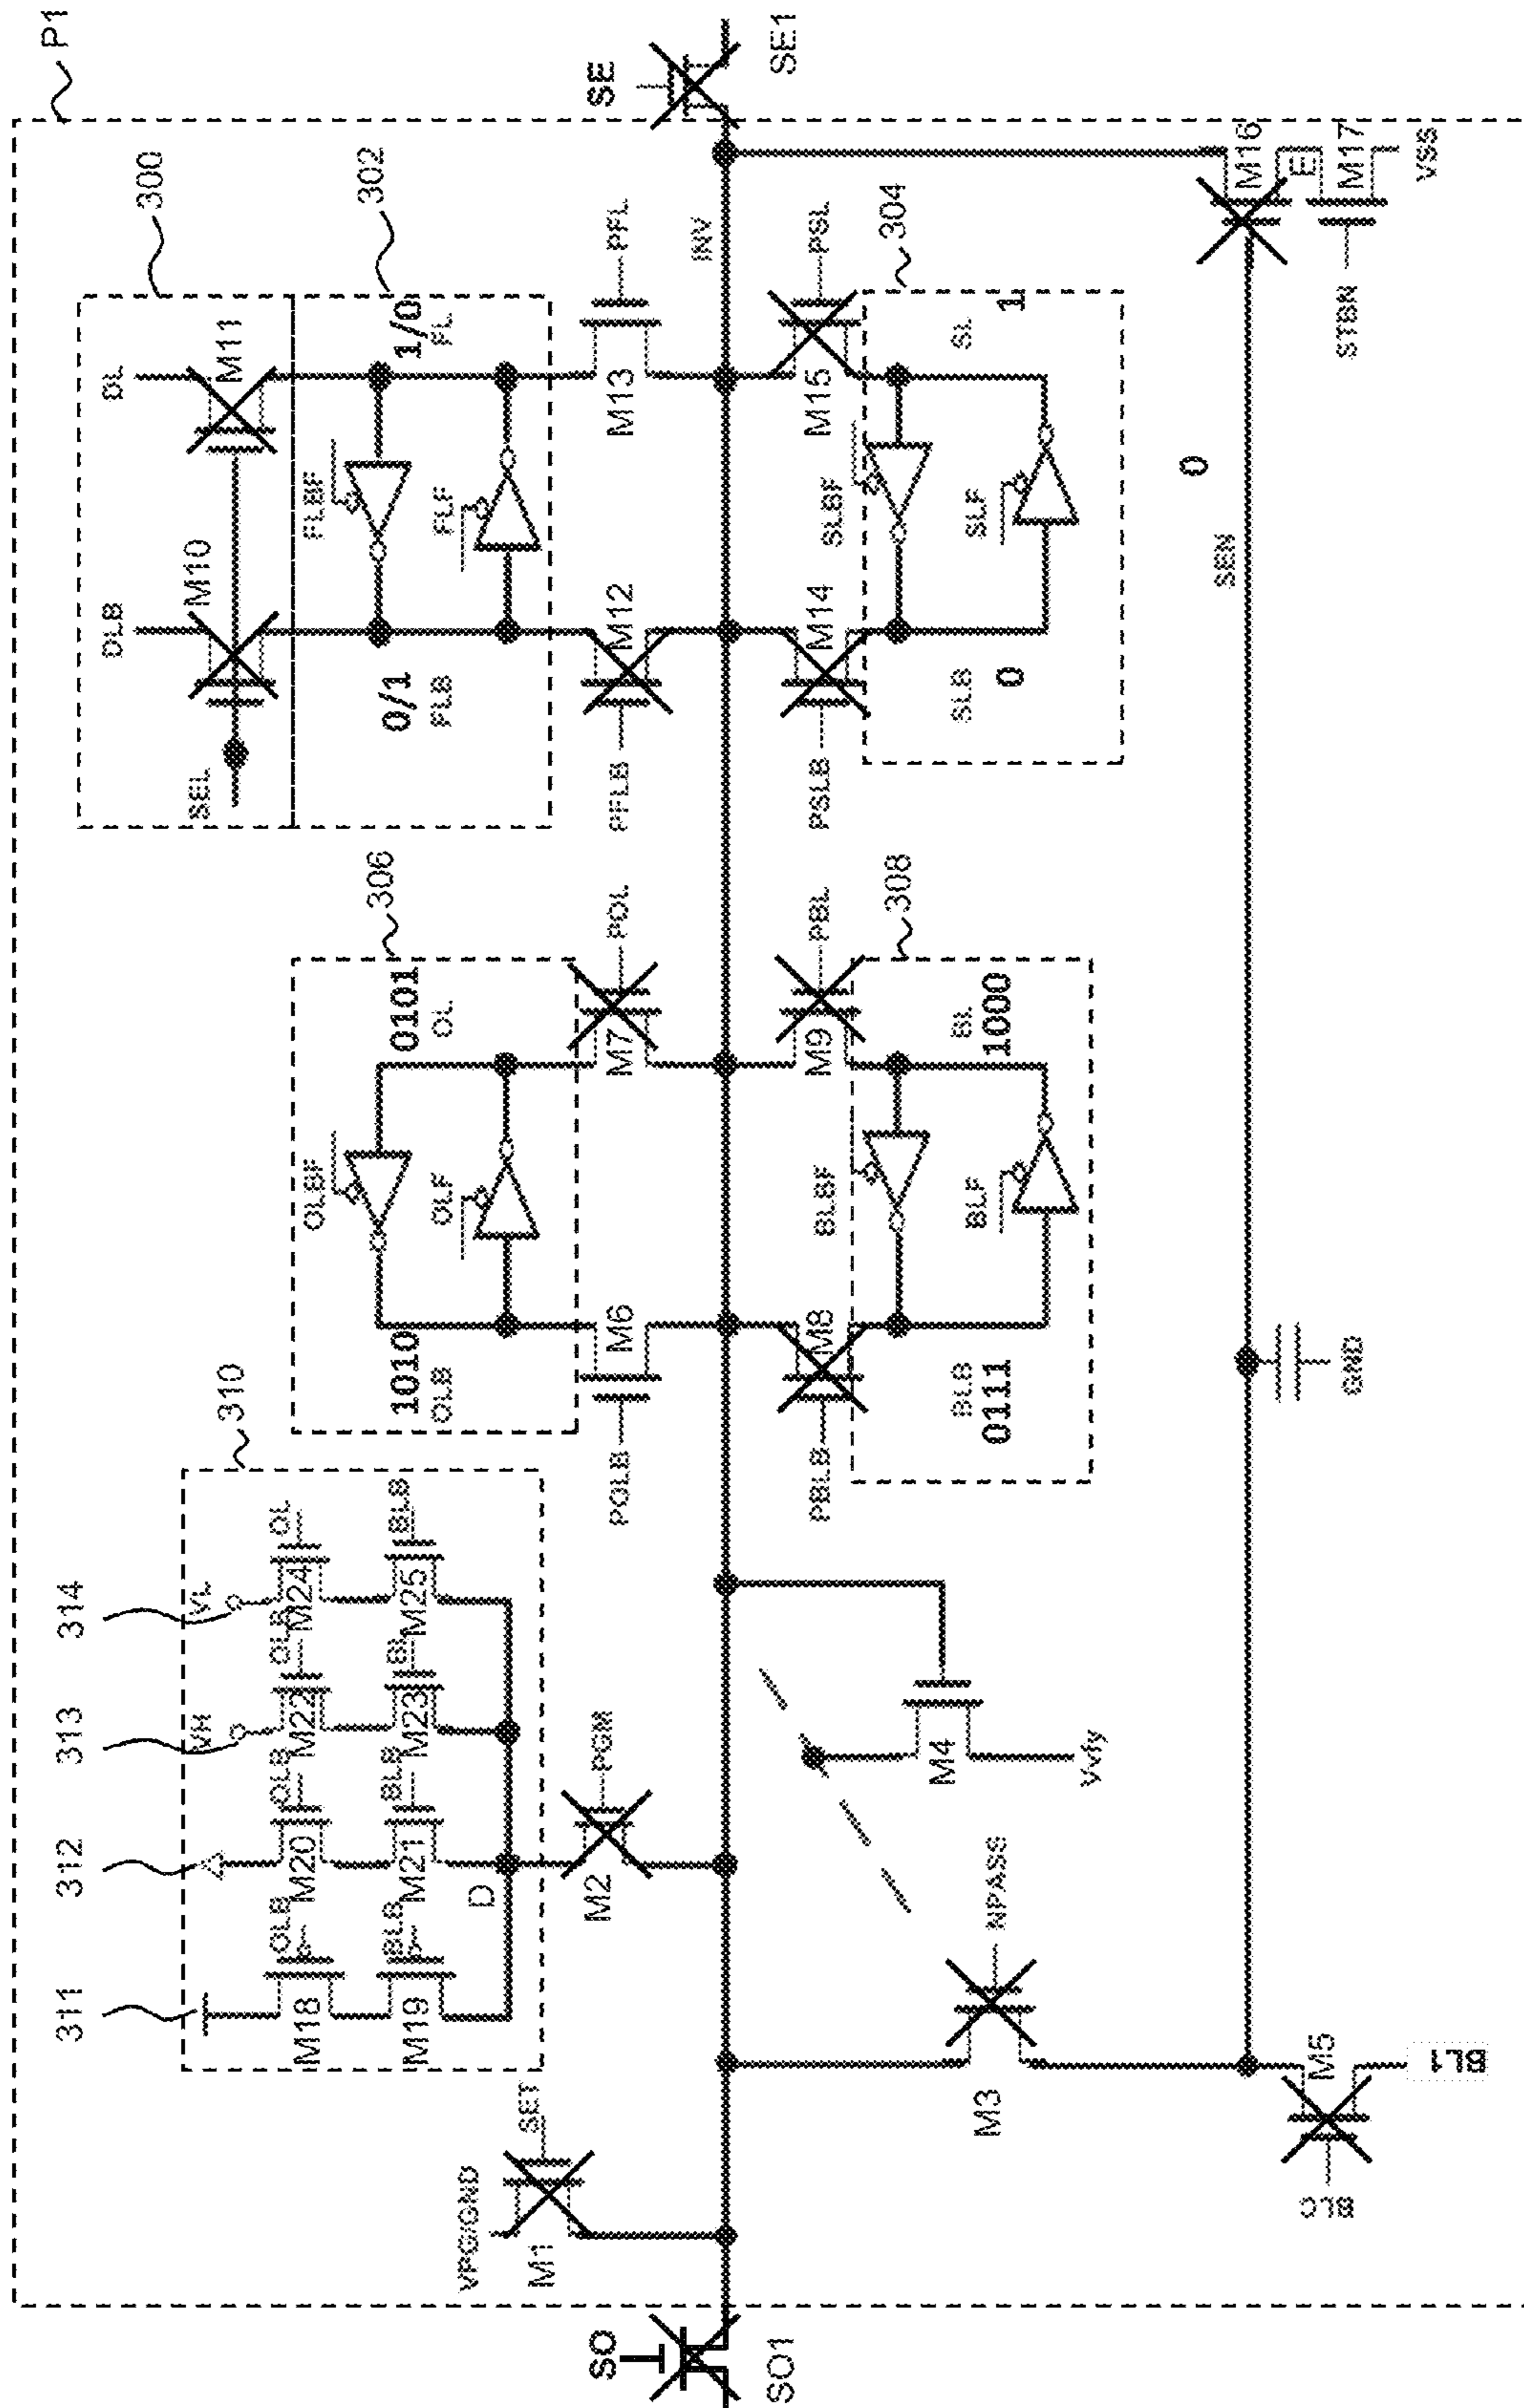 P1
300
302
304
306
308
310
311
312
313
314
DL
DLB
M11
M10
SEL
1/0
FL
0/1
FLB
FLBF
FLF
M13
PFL
M12
PFLB
INV
SE
SE1
M15
PSL
M14
PSLB
SL
1
SLB
0
SLBF
SLF
M16
E
M17
VSS
STBN
0
SEN
0101
OL
1010
OLB
OLBF
OLF
M7
POL
M6
POLB
M9
PBL
M8
PBLB
BL
1000
BLB
0111
BLBF
BLF
GND
VL
OL
M24
BLB
M25
VH
OLB
M22
BL
M23
OLB
M20
BLB
M21
OLB
M18
BLB
M19
D
M2
PGM
M4
Vvfy
NPASS
M3
SET
VPG/GND
M1
M5
BL1
BLC
SO
SO1